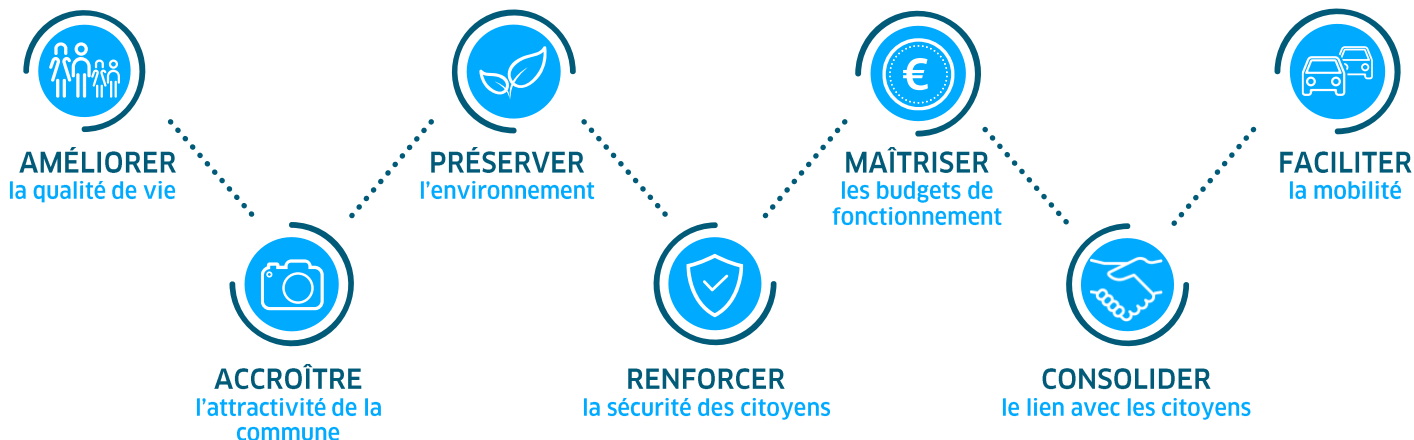 AMÉLIORER
la qualité de vie
ACCROÎTRE
l'attractivité de la
commune
PRÉSERVER
l'environnement
RENFORCER
la sécurité des citoyens
€
MAÎTRISER
les budgets de
fonctionnement
CONSOLIDER
le lien avec les citoyens
FACILITER
la mobilité